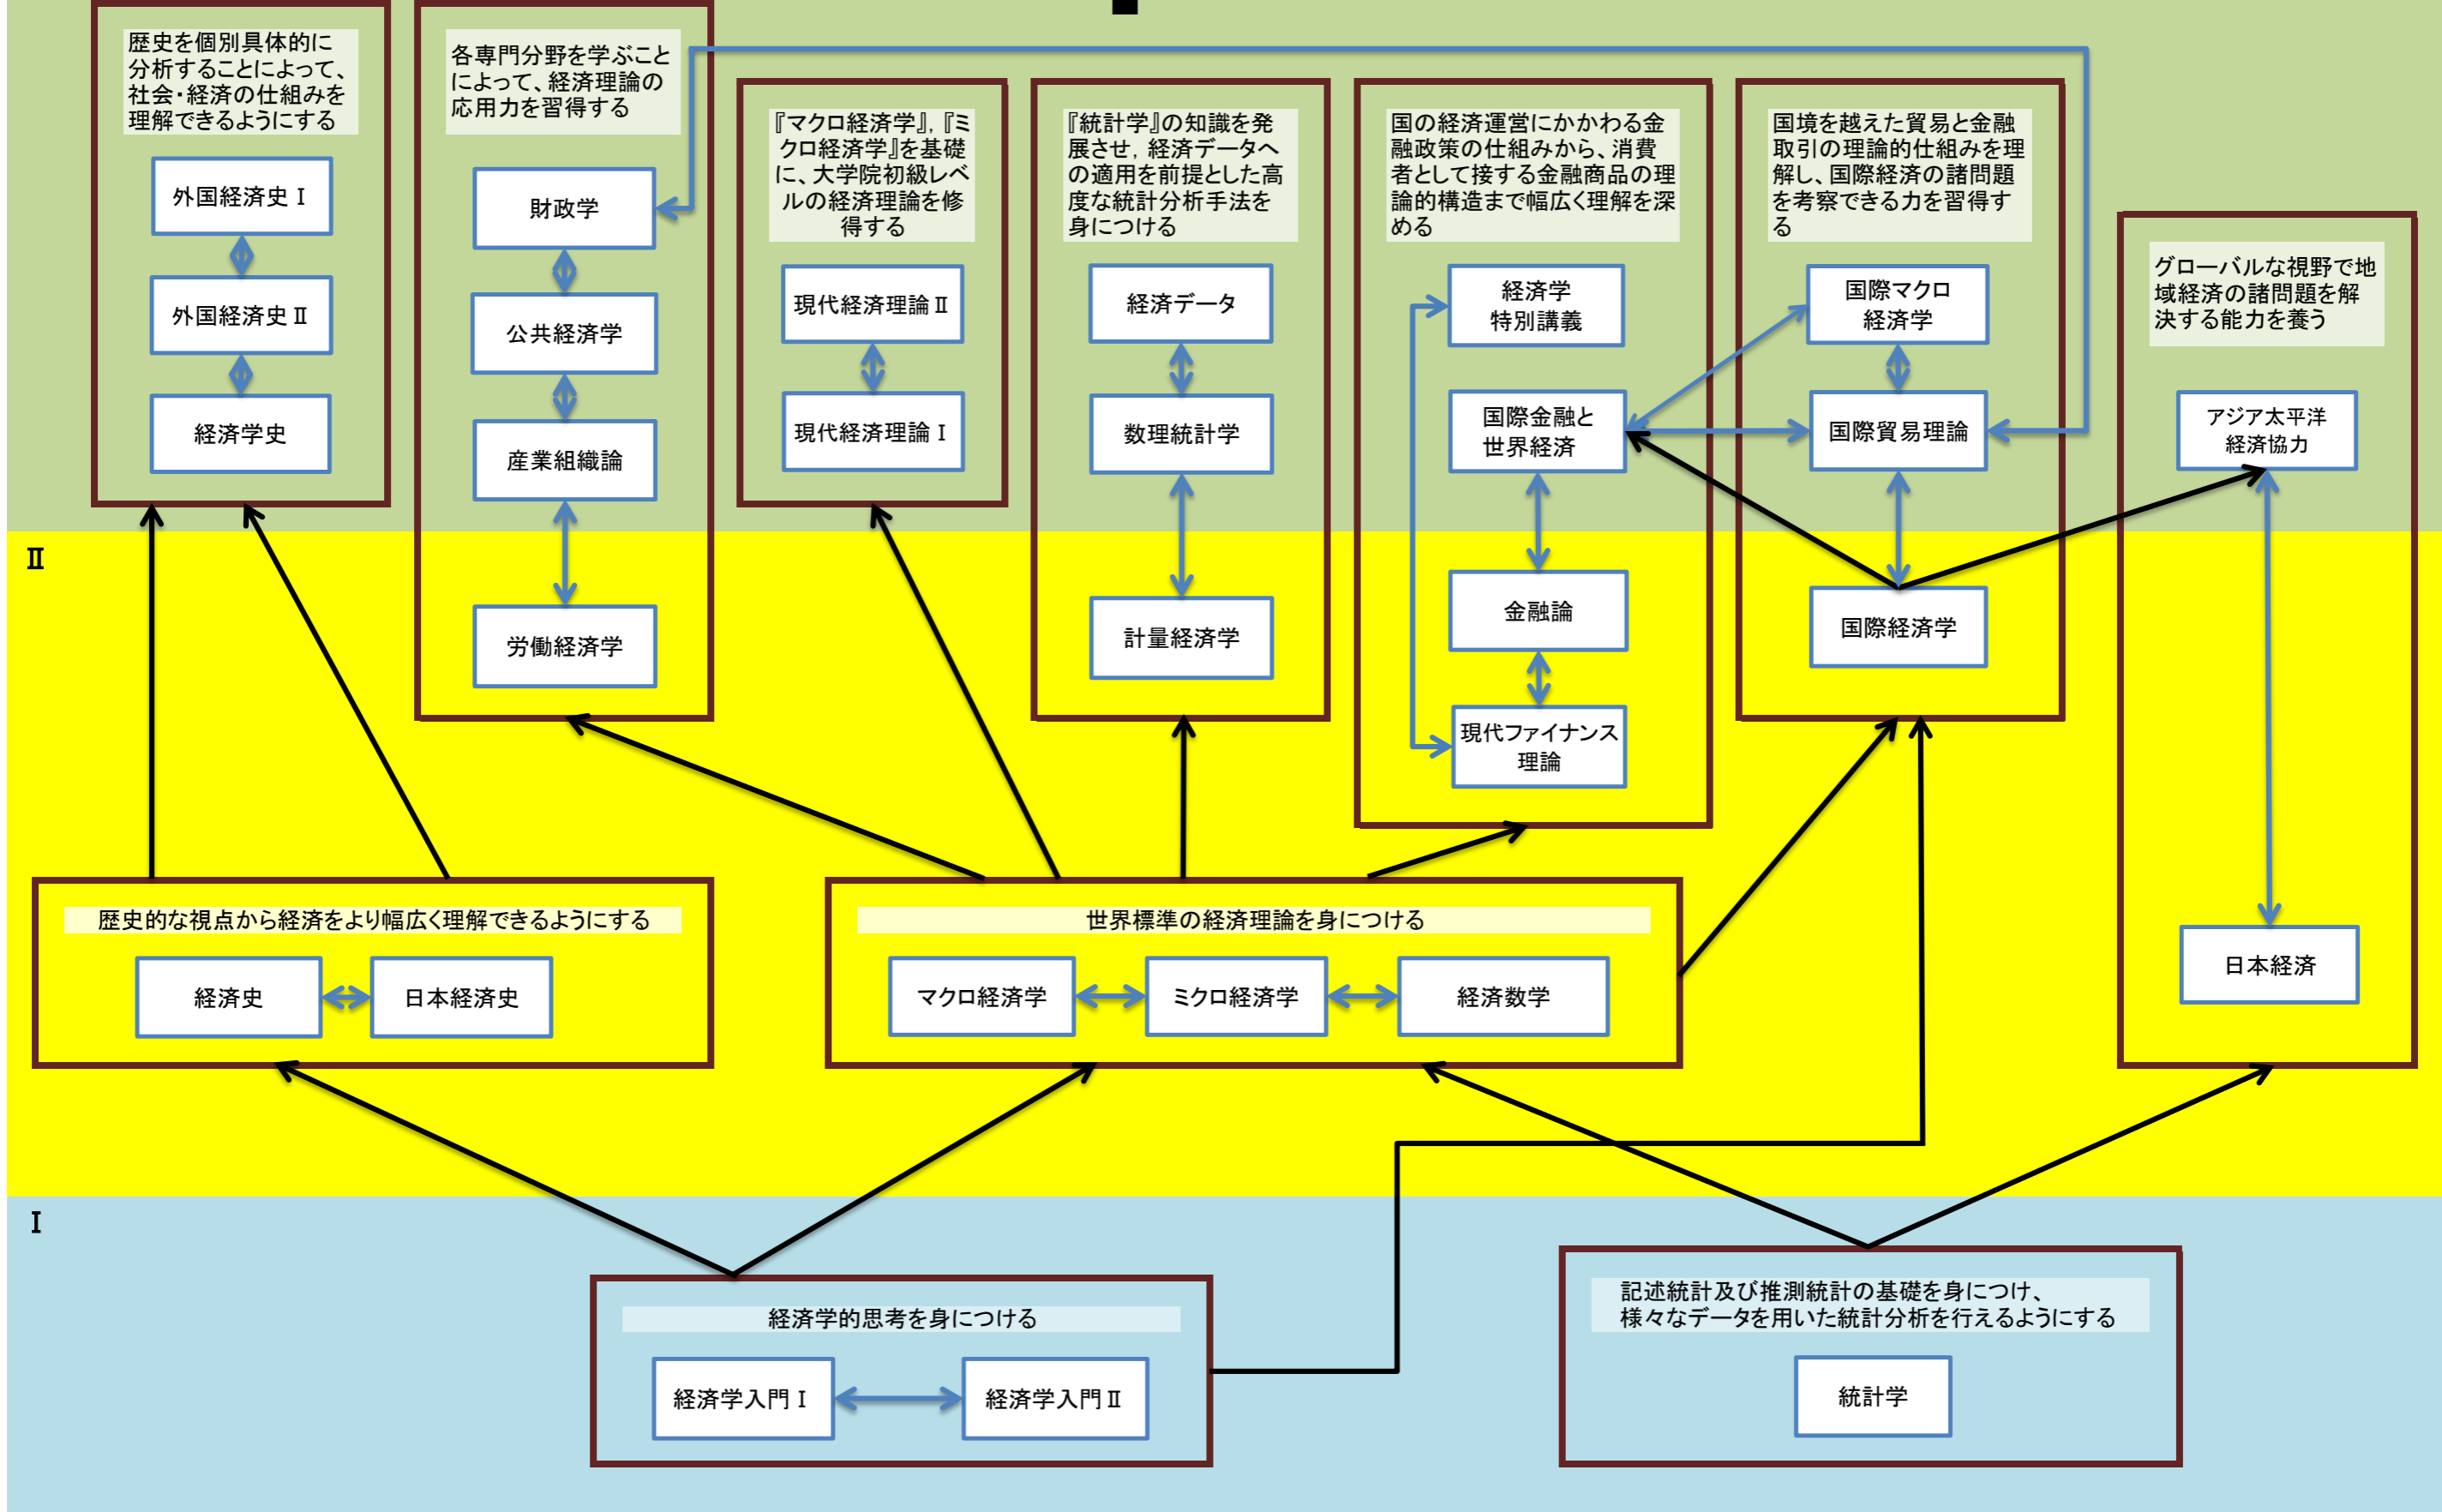 歴史を個別具体的に
分析することによって、
社会・経済の仕組みを
理解できるようにする
外国経済史Ⅰ
外国経済史Ⅱ
経済学史
各専門分野を学ぶこと
によって、経済理論の
応用力を習得する
財政学
公共経済学
産業組織論
労働経済学
『マクロ経済学』,『ミ
クロ経済学』を基礎
に、大学院初級レベ
ルの経済理論を修
得する
現代経済理論Ⅱ
現代経済理論Ⅰ
『統計学』の知識を発
展させ,経済データへ
の適用を前提とした高
度な統計分析手法を
身につける
経済データ
数理統計学
計量経済学
国の経済運営にかかわる金
融政策の仕組みから、消費
者として接する金融商品の理
論的構造まで幅広く理解を深
める
経済学
特別講義
国際金融と
世界経済
金融論
現代ファイナンス
理論
国境を越えた貿易と金融
取引の理論的仕組みを理
解し、国際経済の諸問題
を考察できる力を習得す
る
国際マクロ
経済学
国際貿易理論
国際経済学
グローバルな視野で地
域経済の諸問題を解
決する能力を養う
アジア太平洋
経済協力
日本経済
Ⅱ
歴史的な視点から経済をより幅広く理解できるようにする
経済史
日本経済史
世界標準の経済理論を身につける
マクロ経済学
ミクロ経済学
経済数学
Ⅰ
経済学的思考を身につける
経済学入門Ⅰ
経済学入門Ⅱ
記述統計及び推測統計の基礎を身につけ、
様々なデータを用いた統計分析を行えるようにする
統計学